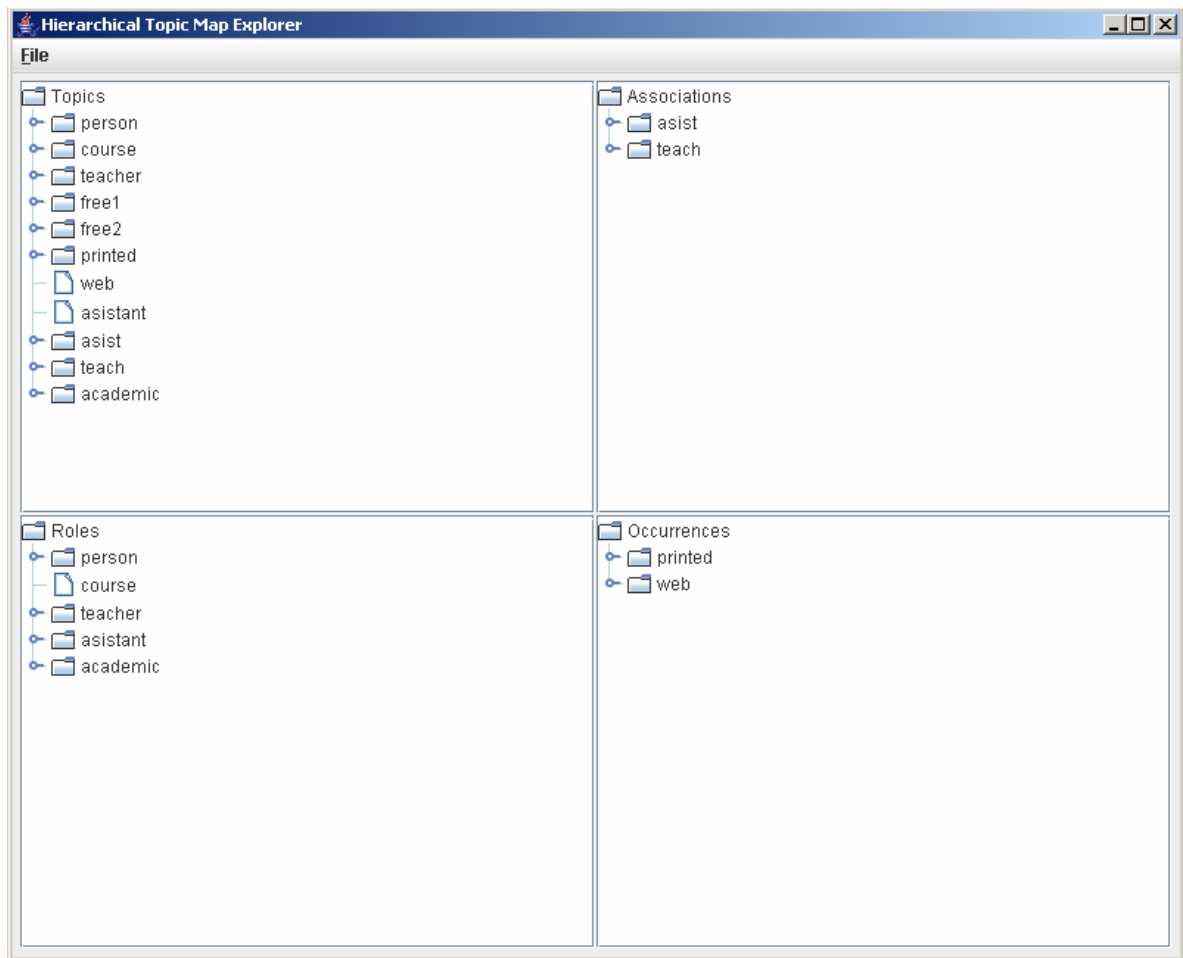 Hierarchical Topic Map Explorer
File
Topics
person
course
teacher
free1
free2
printed
web
asistant
asist
teach
academic
Associations
asist
teach
Roles
person
course
teacher
asistant
academic
Occurrences
printed
web